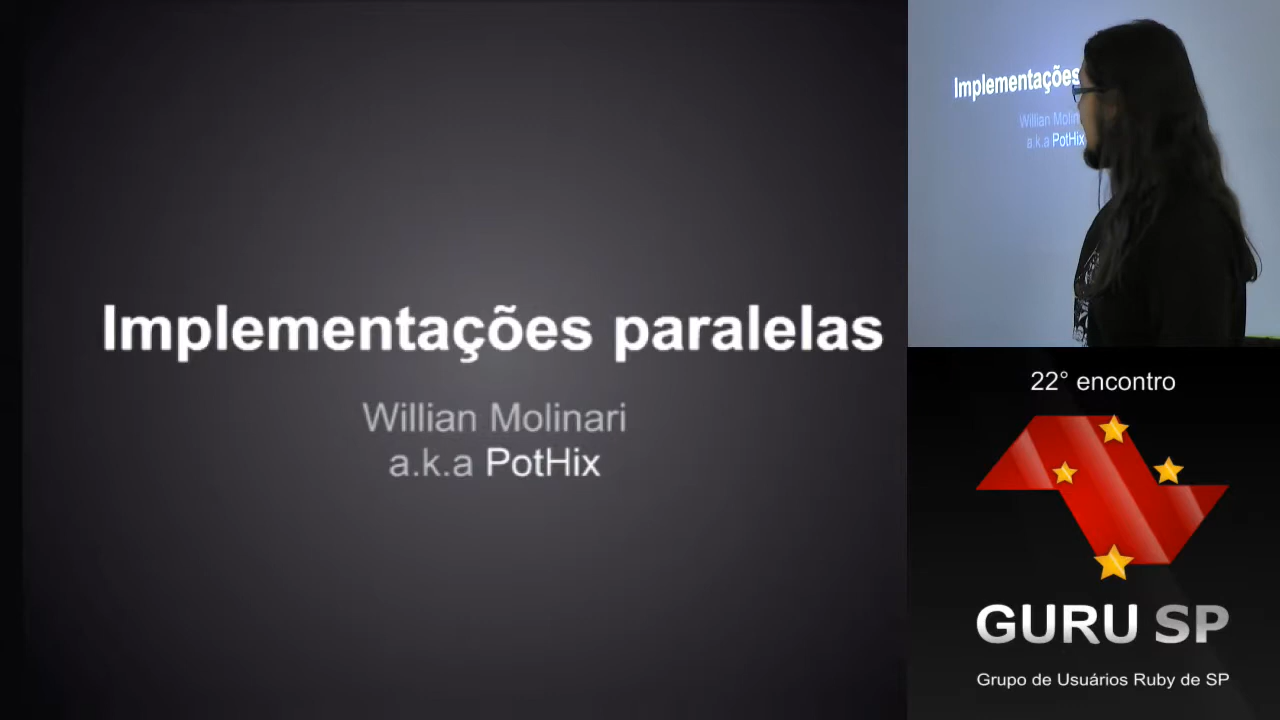 Implementações paralelas
Willian Molinari
a.k.a PotHix
Implementações
Willian Molin
a.k.a PotHix
22° encontro
GURU SP
Grupo de Usuários Ruby de SP